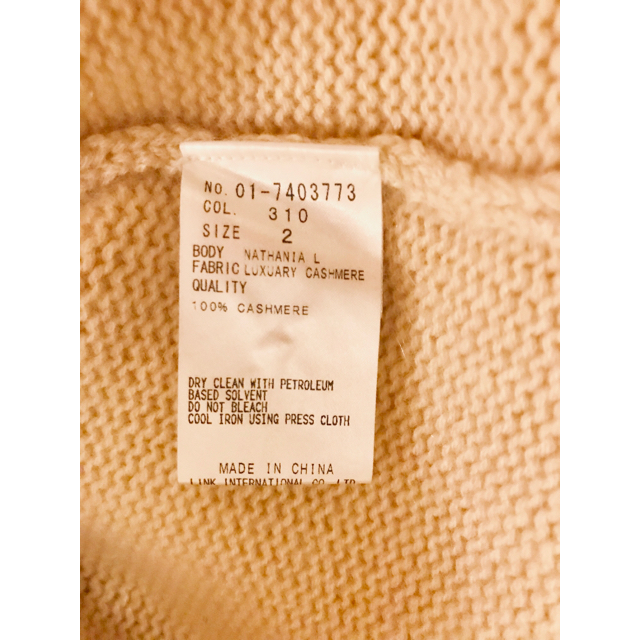 No. 01-7403773
COL. 310
SIZE 2
BODY NATHANIA L
FABRIC LUXUARY CASHMERE
QUALITY
100% CASHMERE
DRY CLEAN WITH PETROLEUM
BASED SOLVENT
DO NOT BLEACH
COOL IRON USING PRESS CLOTH
MADE IN CHINA
LINK INTERNATIONAL CO.,LTD.